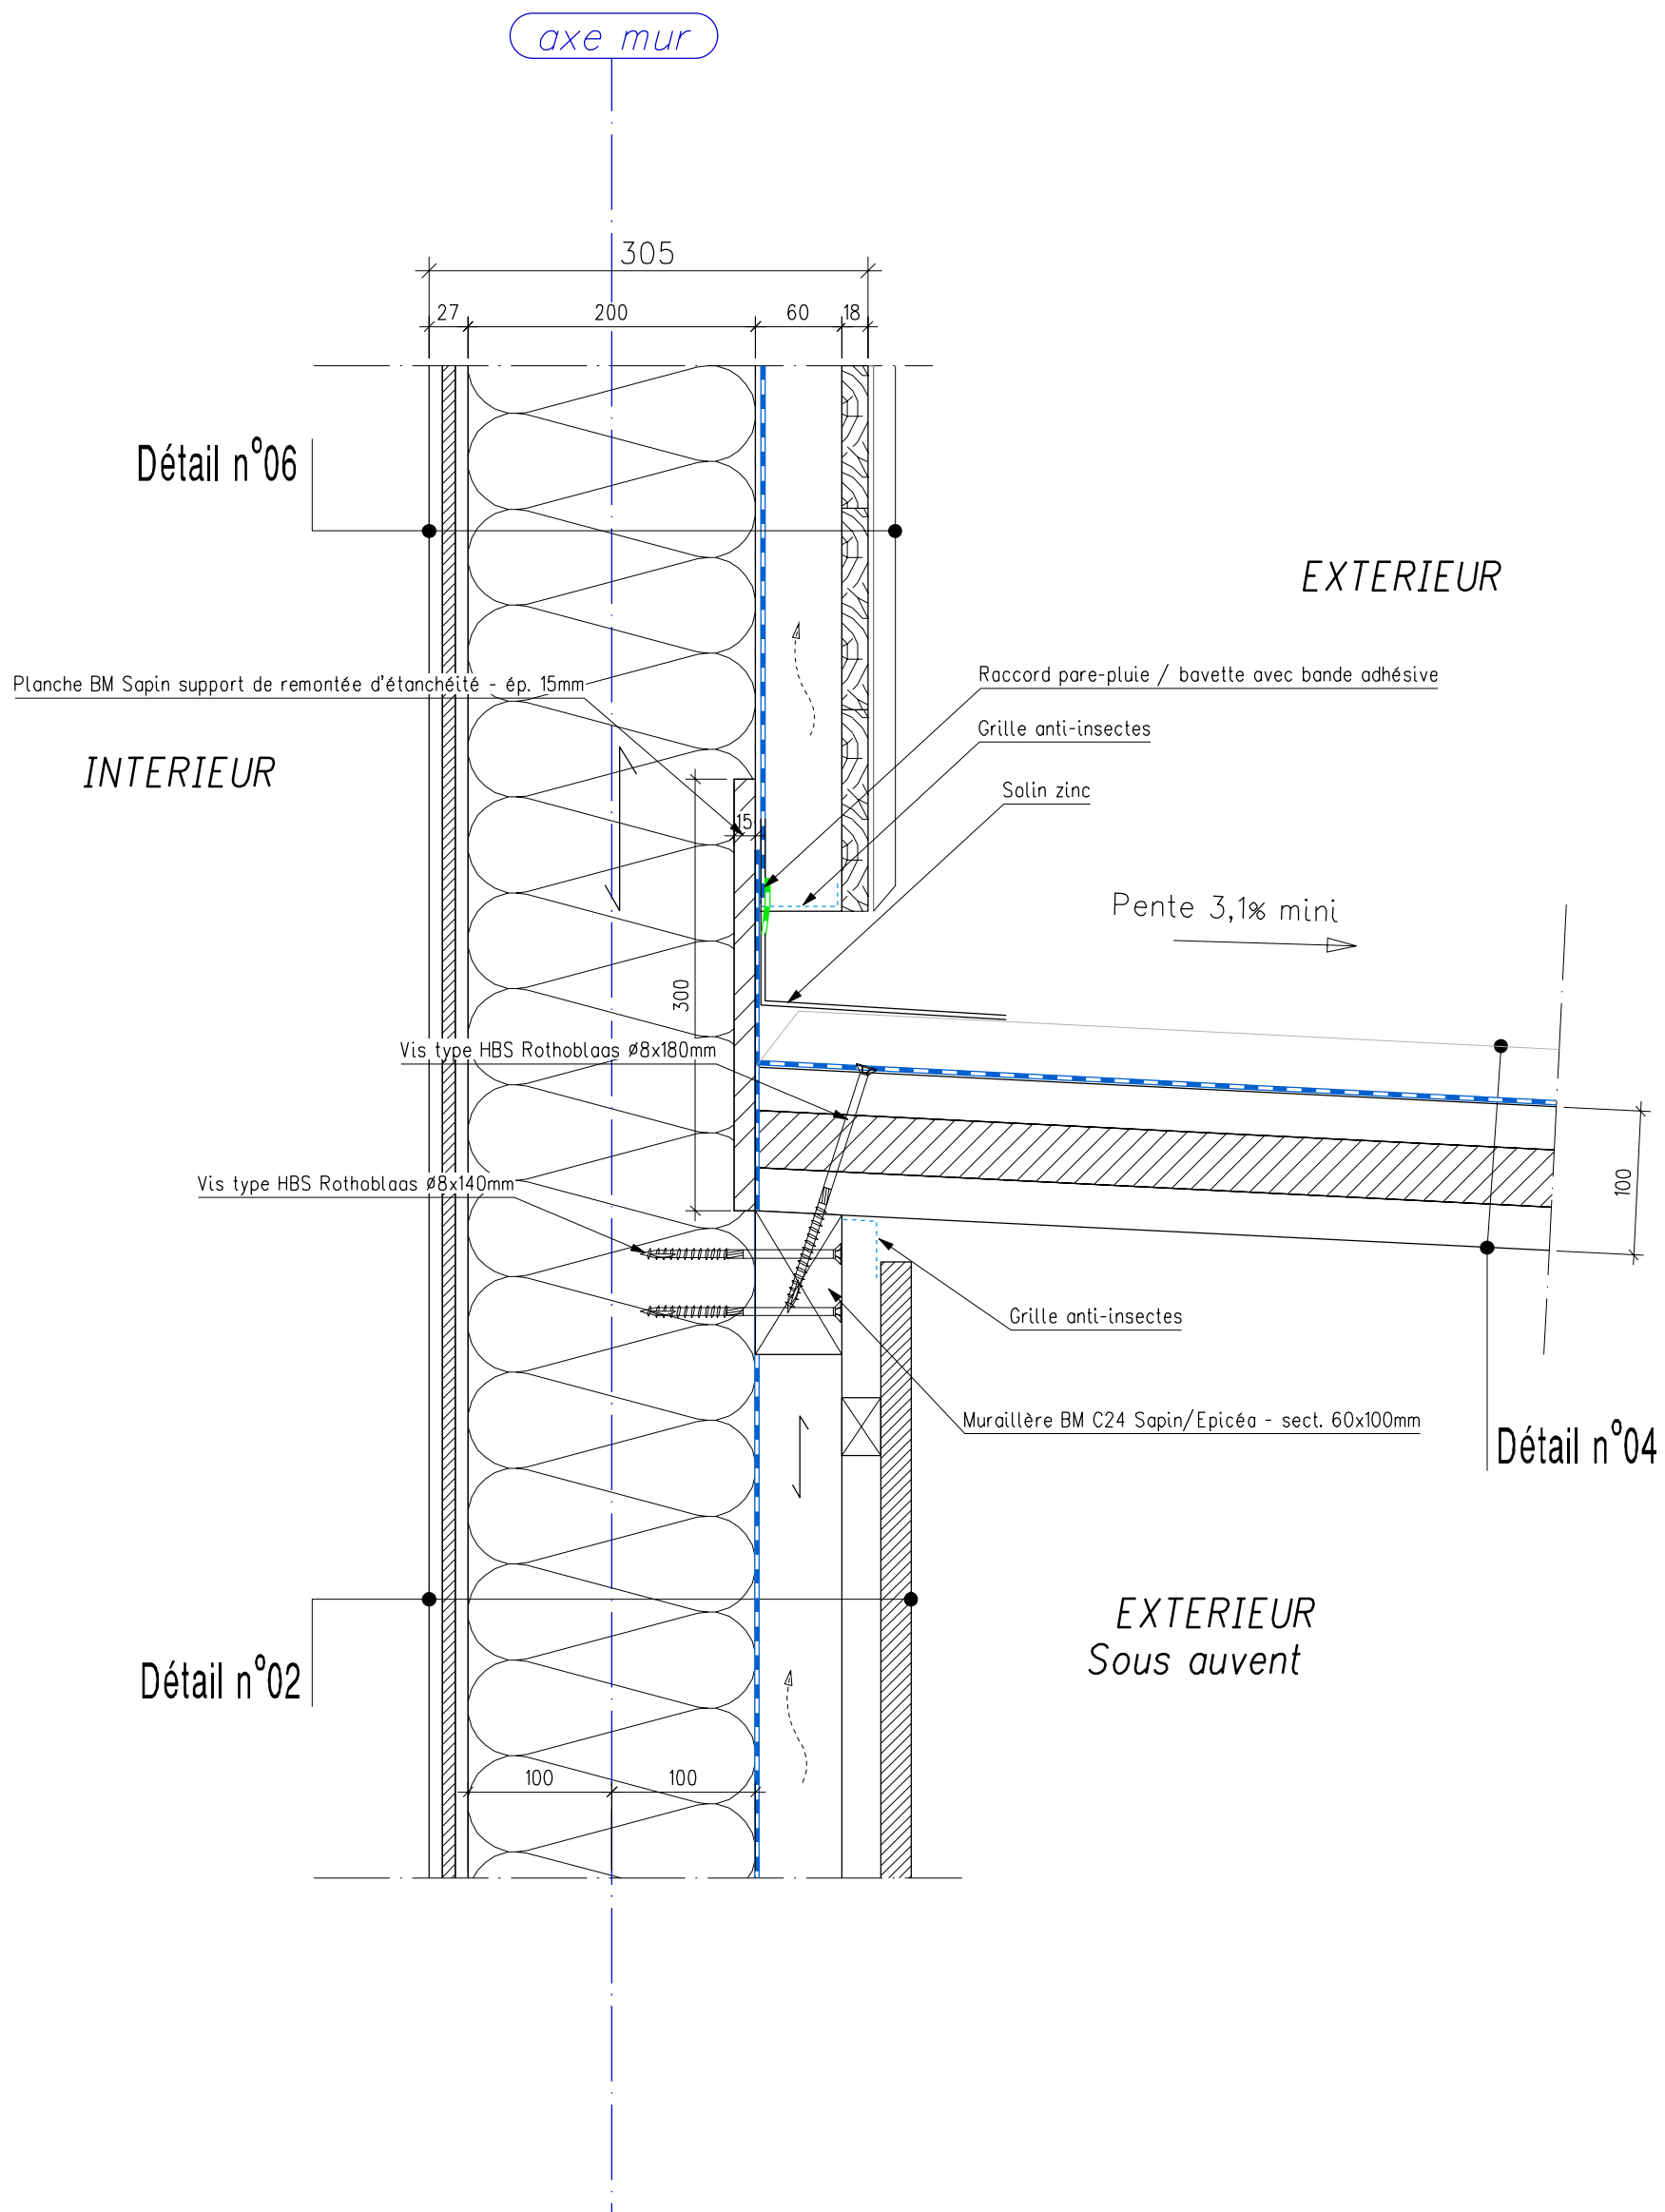 axe mur
305
27
200
60
18
Détail n°06
EXTERIEUR
Planche BM Sapin support de remontée d'étanchéité - ép. 15mm
Raccord pare-pluie / bavette avec bande adhésive
Grille anti-insectes
INTERIEUR
Solin zinc
15
Pente 3,1% mini
300
Vis type HBS Rothoblaas Ø8x180mm
Vis type HBS Rothoblaas Ø8x140mm
100
Grille anti-insectes
Muraillère BM C24 Sapin/Epicéa - sect. 60x100mm
Détail n°04
EXTERIEUR
Sous auvent
Détail n°02
100
100